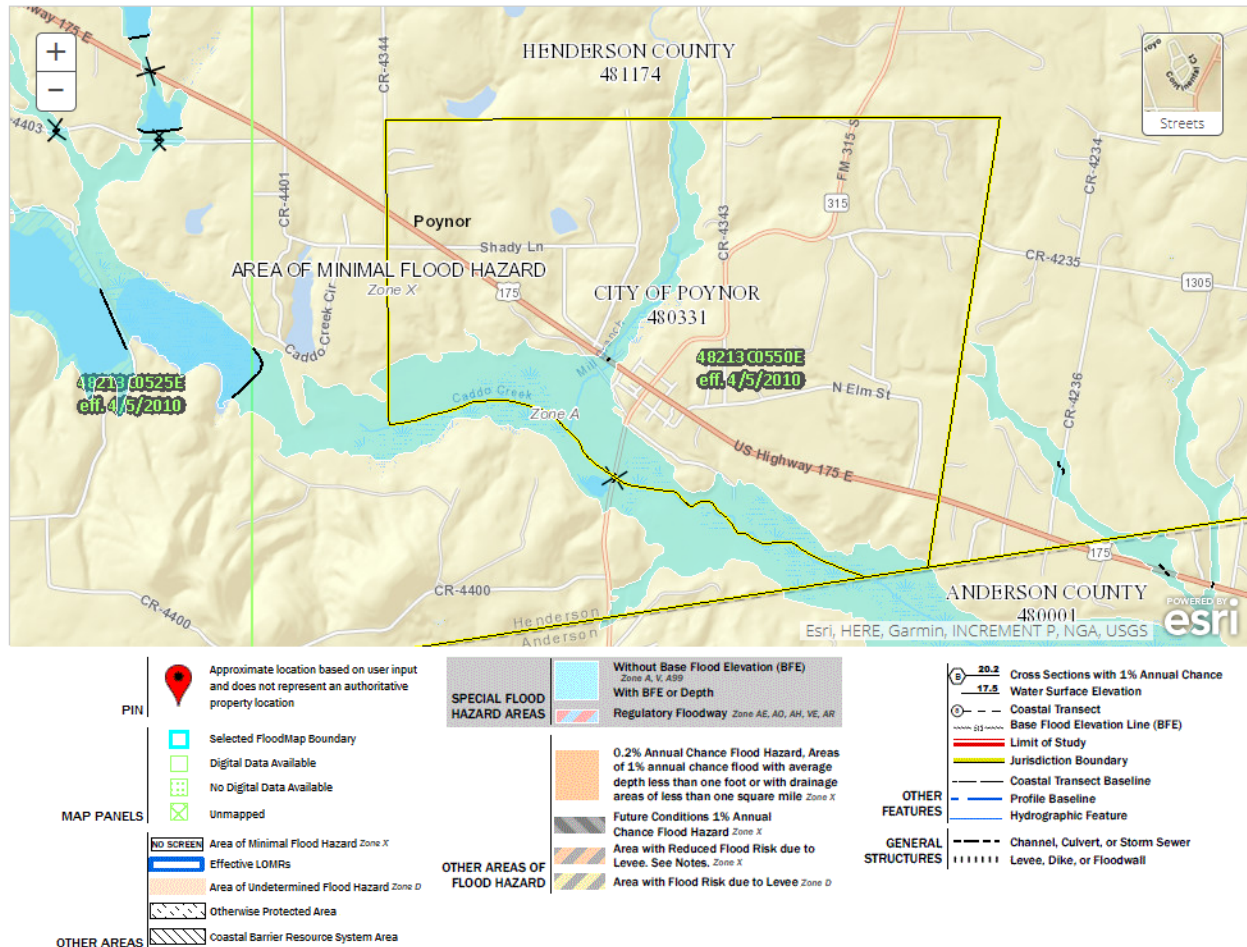 Highway 175 E
CR-4344
HENDERSON COUNTY
481174
+
−
royo
Ct
Continental
Streets
-4403
CR-4401
CR-4343
FM 315 S
315
CR-4234
Poynor
Shady Ln
CR-4235
1305
AREA OF MINIMAL FLOOD HAZARD
Zone X
175
CITY OF POYNOR
480331
Caddo Creek Cir
Mill Branch
48213C0550E
eff. 4/5/2010
48213C0525E
eff. 4/5/2010
N Elm St
CR-4236
Caddo Creek
Zone A
US Highway 175 E
175
CR-4400
CR-4400
Henderson
Anderson
ANDERSON COUNTY
480001
POWERED BY
esri
Esri, HERE, Garmin, INCREMENT P, NGA, USGS
PIN
Approximate location based on user input
and does not represent an authoritative
property location
MAP PANELS
Selected FloodMap Boundary
Digital Data Available
No Digital Data Available
Unmapped
OTHER AREAS
NO SCREEN Area of Minimal Flood Hazard Zone X
Effective LOMRs
Area of Undetermined Flood Hazard Zone D
Otherwise Protected Area
Coastal Barrier Resource System Area
SPECIAL FLOOD
HAZARD AREAS
Without Base Flood Elevation (BFE)
Zone A, V, A99
With BFE or Depth
Regulatory Floodway Zone AE, AO, AH, VE, AR
OTHER AREAS OF
FLOOD HAZARD
0.2% Annual Chance Flood Hazard, Areas
of 1% annual chance flood with average
depth less than one foot or with drainage
areas of less than one square mile Zone X
Future Conditions 1% Annual
Chance Flood Hazard Zone X
Area with Reduced Flood Risk due to
Levee. See Notes. Zone X
Area with Flood Risk due to Levee Zone D
OTHER
FEATURES
B 20.2 Cross Sections with 1% Annual Chance
17.5 Water Surface Elevation
8 Coastal Transect
513 Base Flood Elevation Line (BFE)
Limit of Study
Jurisdiction Boundary
Coastal Transect Baseline
Profile Baseline
Hydrographic Feature
GENERAL
STRUCTURES
Channel, Culvert, or Storm Sewer
Levee, Dike, or Floodwall